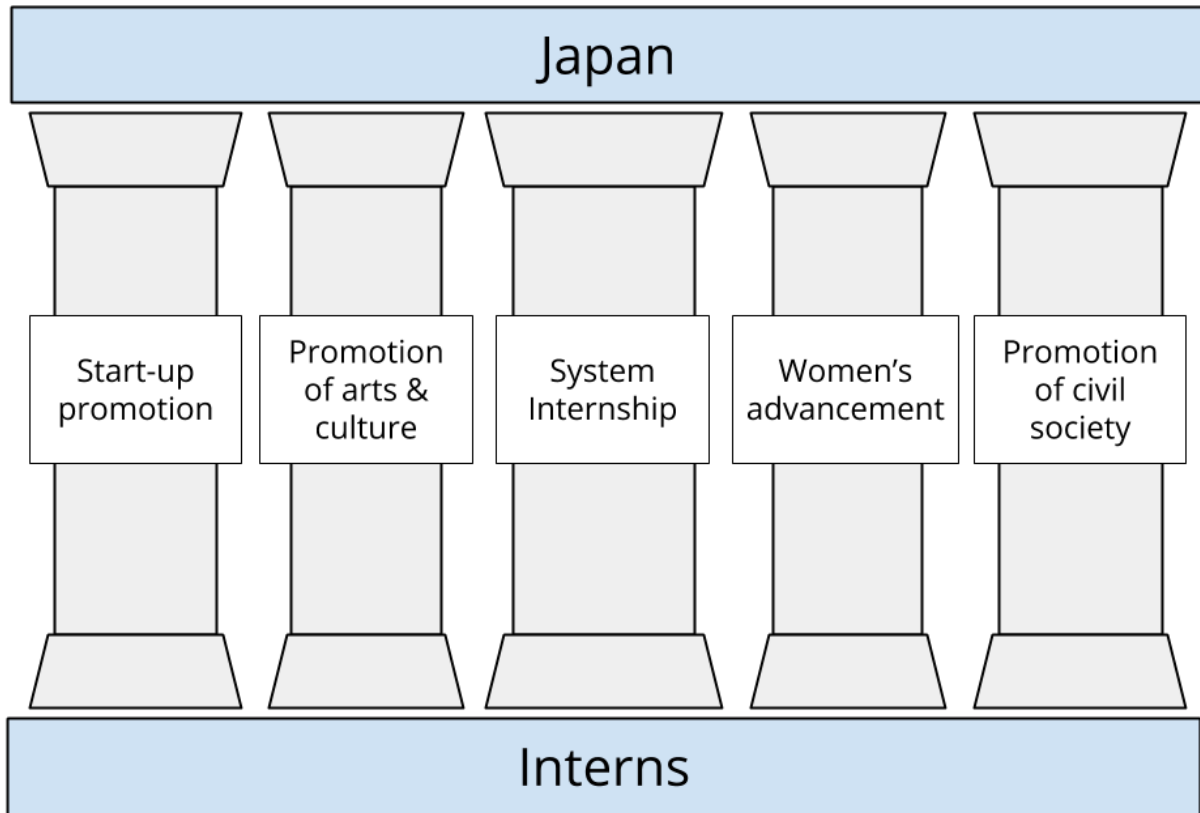 Japan
Start-up
promotion
Promotion
of arts &
culture
System
Internship
Women’s
advancement
Promotion
of civil
society
Interns